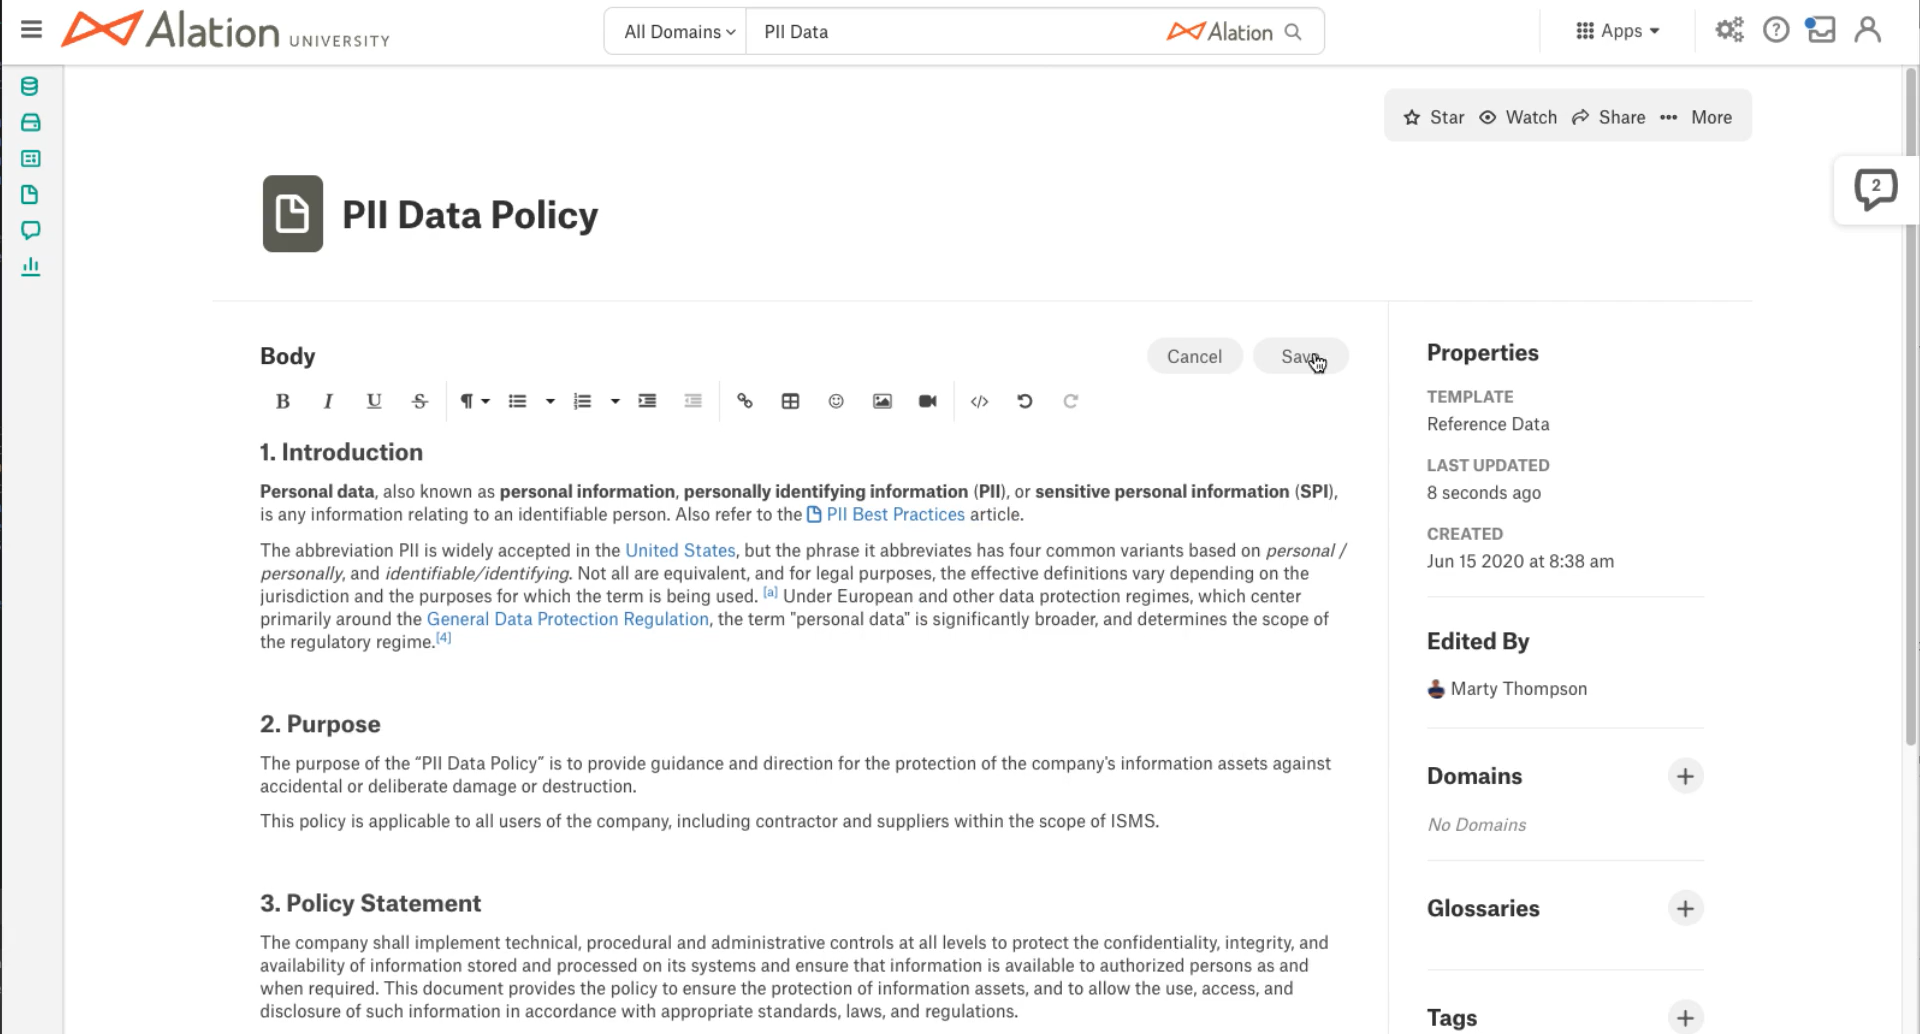 Alation UNIVERSITY
All Domains
PII Data
Alation
Apps
Star
Watch
Share
More
2
PII Data Policy
Body
Cancel
Save
1. Introduction
Personal data, also known as personal information, personally identifying information (PII), or sensitive personal information (SPI),
is any information relating to an identifiable person. Also refer to the PII Best Practices article.
The abbreviation PII is widely accepted in the United States, but the phrase it abbreviates has four common variants based on personal /
personally, and identifiable/identifying. Not all are equivalent, and for legal purposes, the effective definitions vary depending on the
jurisdiction and the purposes for which the term is being used. [a] Under European and other data protection regimes, which center
primarily around the General Data Protection Regulation, the term "personal data" is significantly broader, and determines the scope of
the regulatory regime.[4]
2. Purpose
The purpose of the “PII Data Policy” is to provide guidance and direction for the protection of the company's information assets against
accidental or deliberate damage or destruction.
This policy is applicable to all users of the company, including contractor and suppliers within the scope of ISMS.
3. Policy Statement
The company shall implement technical, procedural and administrative controls at all levels to protect the confidentiality, integrity, and
availability of information stored and processed on its systems and ensure that information is available to authorized persons as and
when required. This document provides the policy to ensure the protection of information assets, and to allow the use, access, and
disclosure of such information in accordance with appropriate standards, laws, and regulations.
Properties
TEMPLATE
Reference Data
LAST UPDATED
8 seconds ago
CREATED
Jun 15 2020 at 8:38 am
Edited By
Marty Thompson
Domains
No Domains
Glossaries
Tags